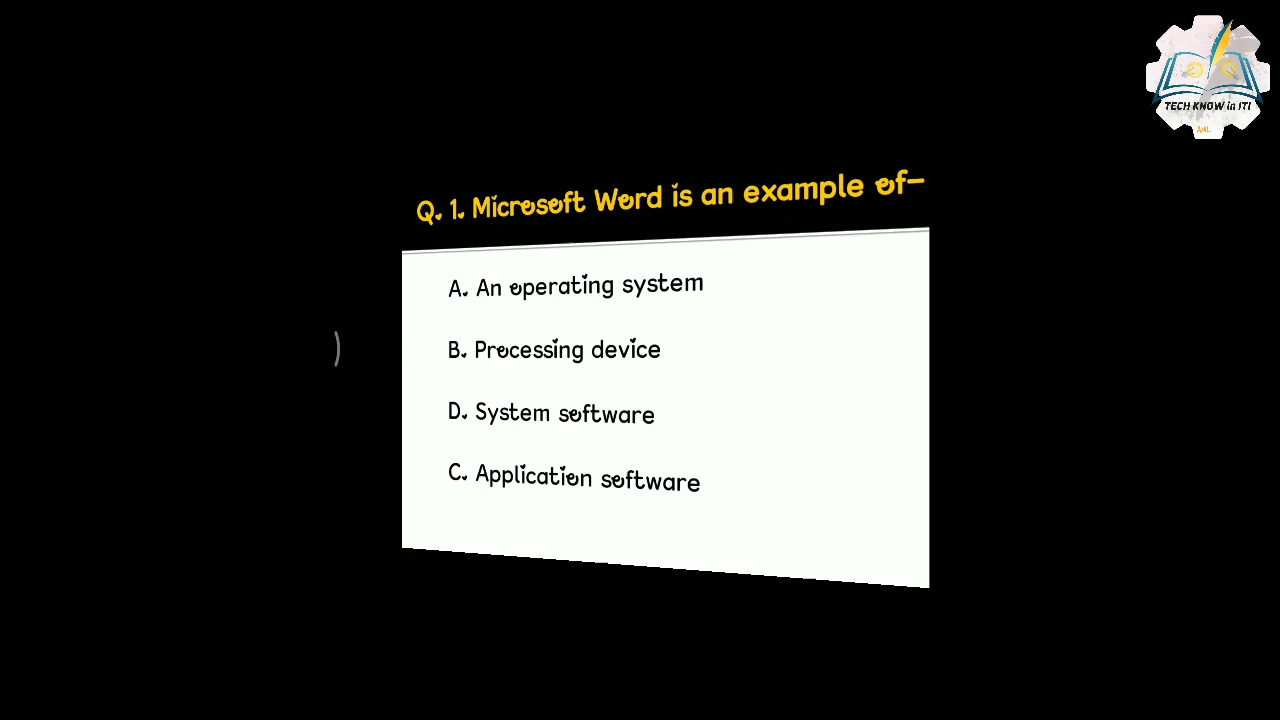 TECH KNOW in ITI
AML
Q. 1. Microsoft Word is an example of-
A. An operating system
B. Processing device
D. System software
C. Application software